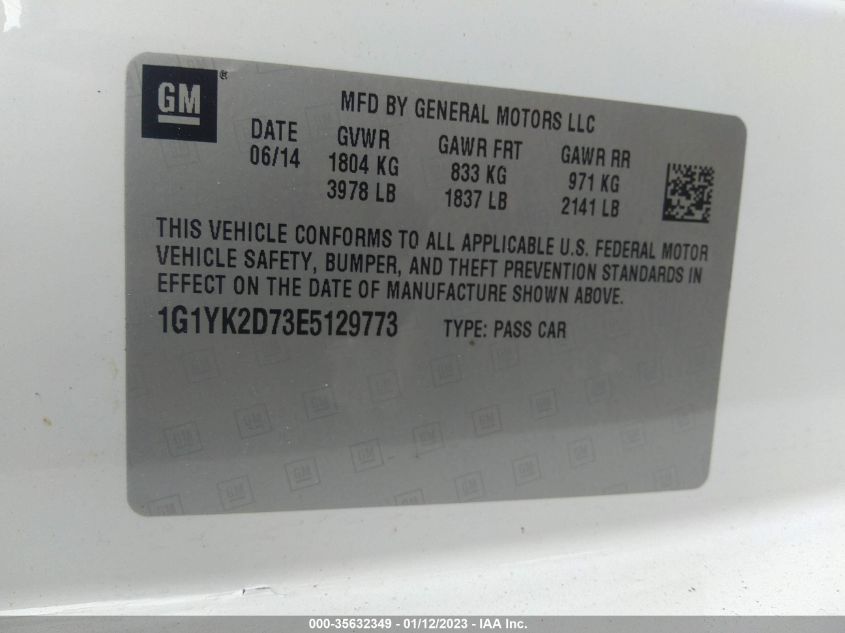 GM®
MFD BY GENERAL MOTORS LLC
DATE GVWR GAWR FRT GAWR RR
06/14 1804 KG 833 KG 971 KG
3978 LB 1837 LB 2141 LB
THIS VEHICLE CONFORMS TO ALL APPLICABLE U.S. FEDERAL MOTOR
VEHICLE SAFETY, BUMPER, AND THEFT PREVENTION STANDARDS IN
EFFECT ON THE DATE OF MANUFACTURE SHOWN ABOVE.
1G1YK2D73E5129773 TYPE: PASS CAR
000-35632349 - 01/12/2023 - IAA Inc.